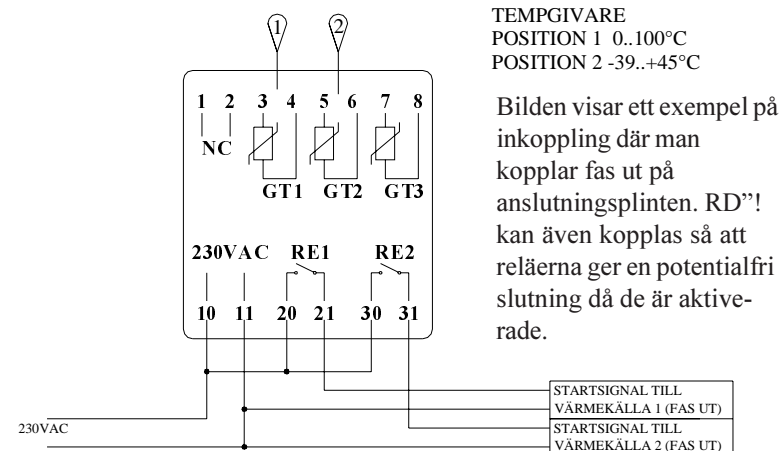 1 2
TEMPGIVARE
POSITION 1 0..100°C
POSITION 2 -39..+45°C
1 2 3 4 5 6 7 8
NC
GT1 GT2 GT3
230VAC RE1 RE2
10 11 20 21 30 31
Bilden visar ett exempel på
inkoppling där man
kopplar fas ut på
anslutningsplinten. RD”!
kan även kopplas så att
reläerna ger en potentialfri
slutning då de är aktive-
rade.
230VAC
STARTSIGNAL TILL
VÄRMEKÄLLA 1 (FAS UT)
STARTSIGNAL TILL
VÄRMEKÄLLA 2 (FAS UT)